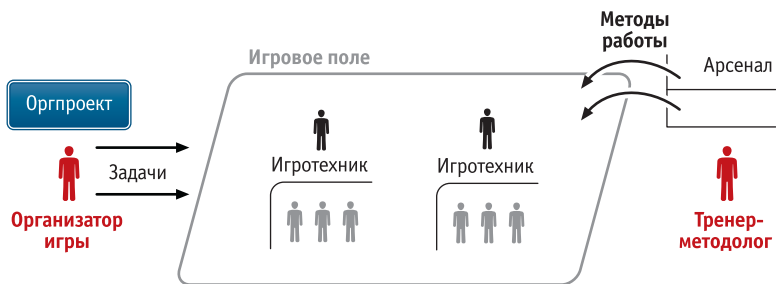 Методы
работы
Игровое поле
Арсенал
Оргпроект
Задачи
Игротехник
Игротехник
Организатор
игры
Тренер-
методолог